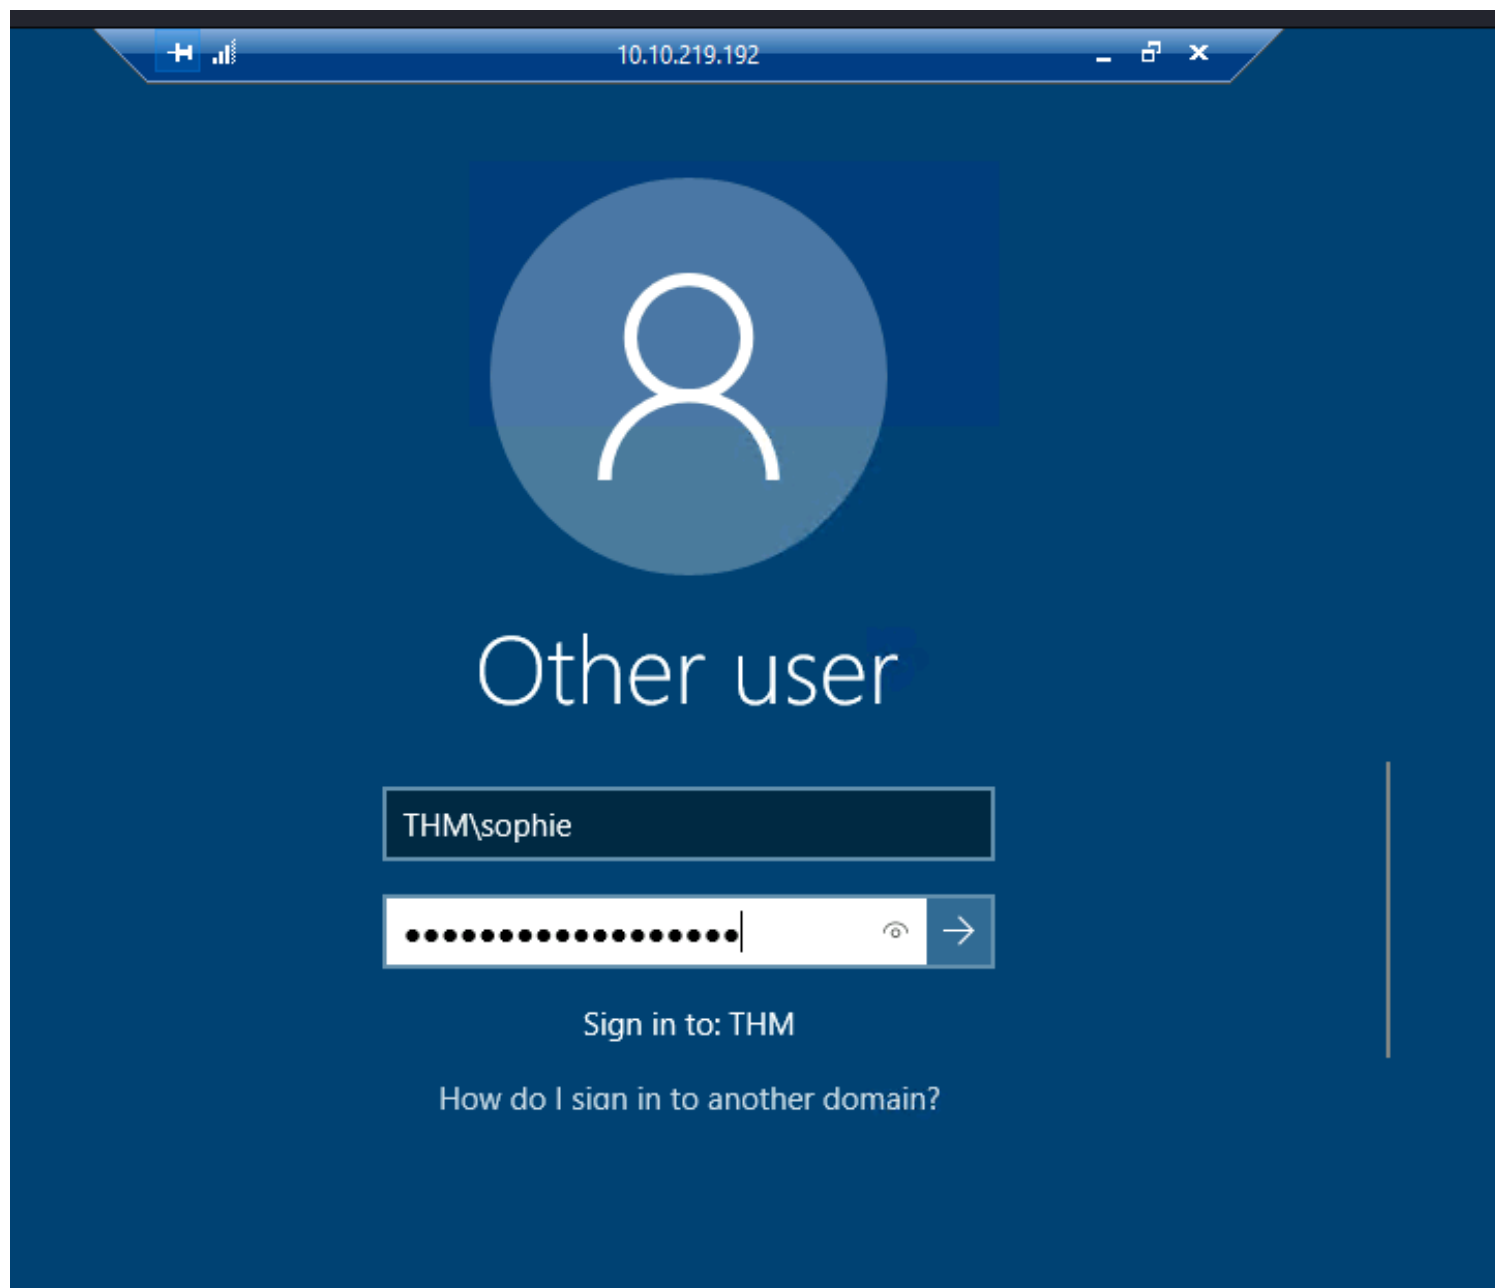 10.10.219.192
Other user
THM\sophie
Sign in to: THM
How do I sign in to another domain?